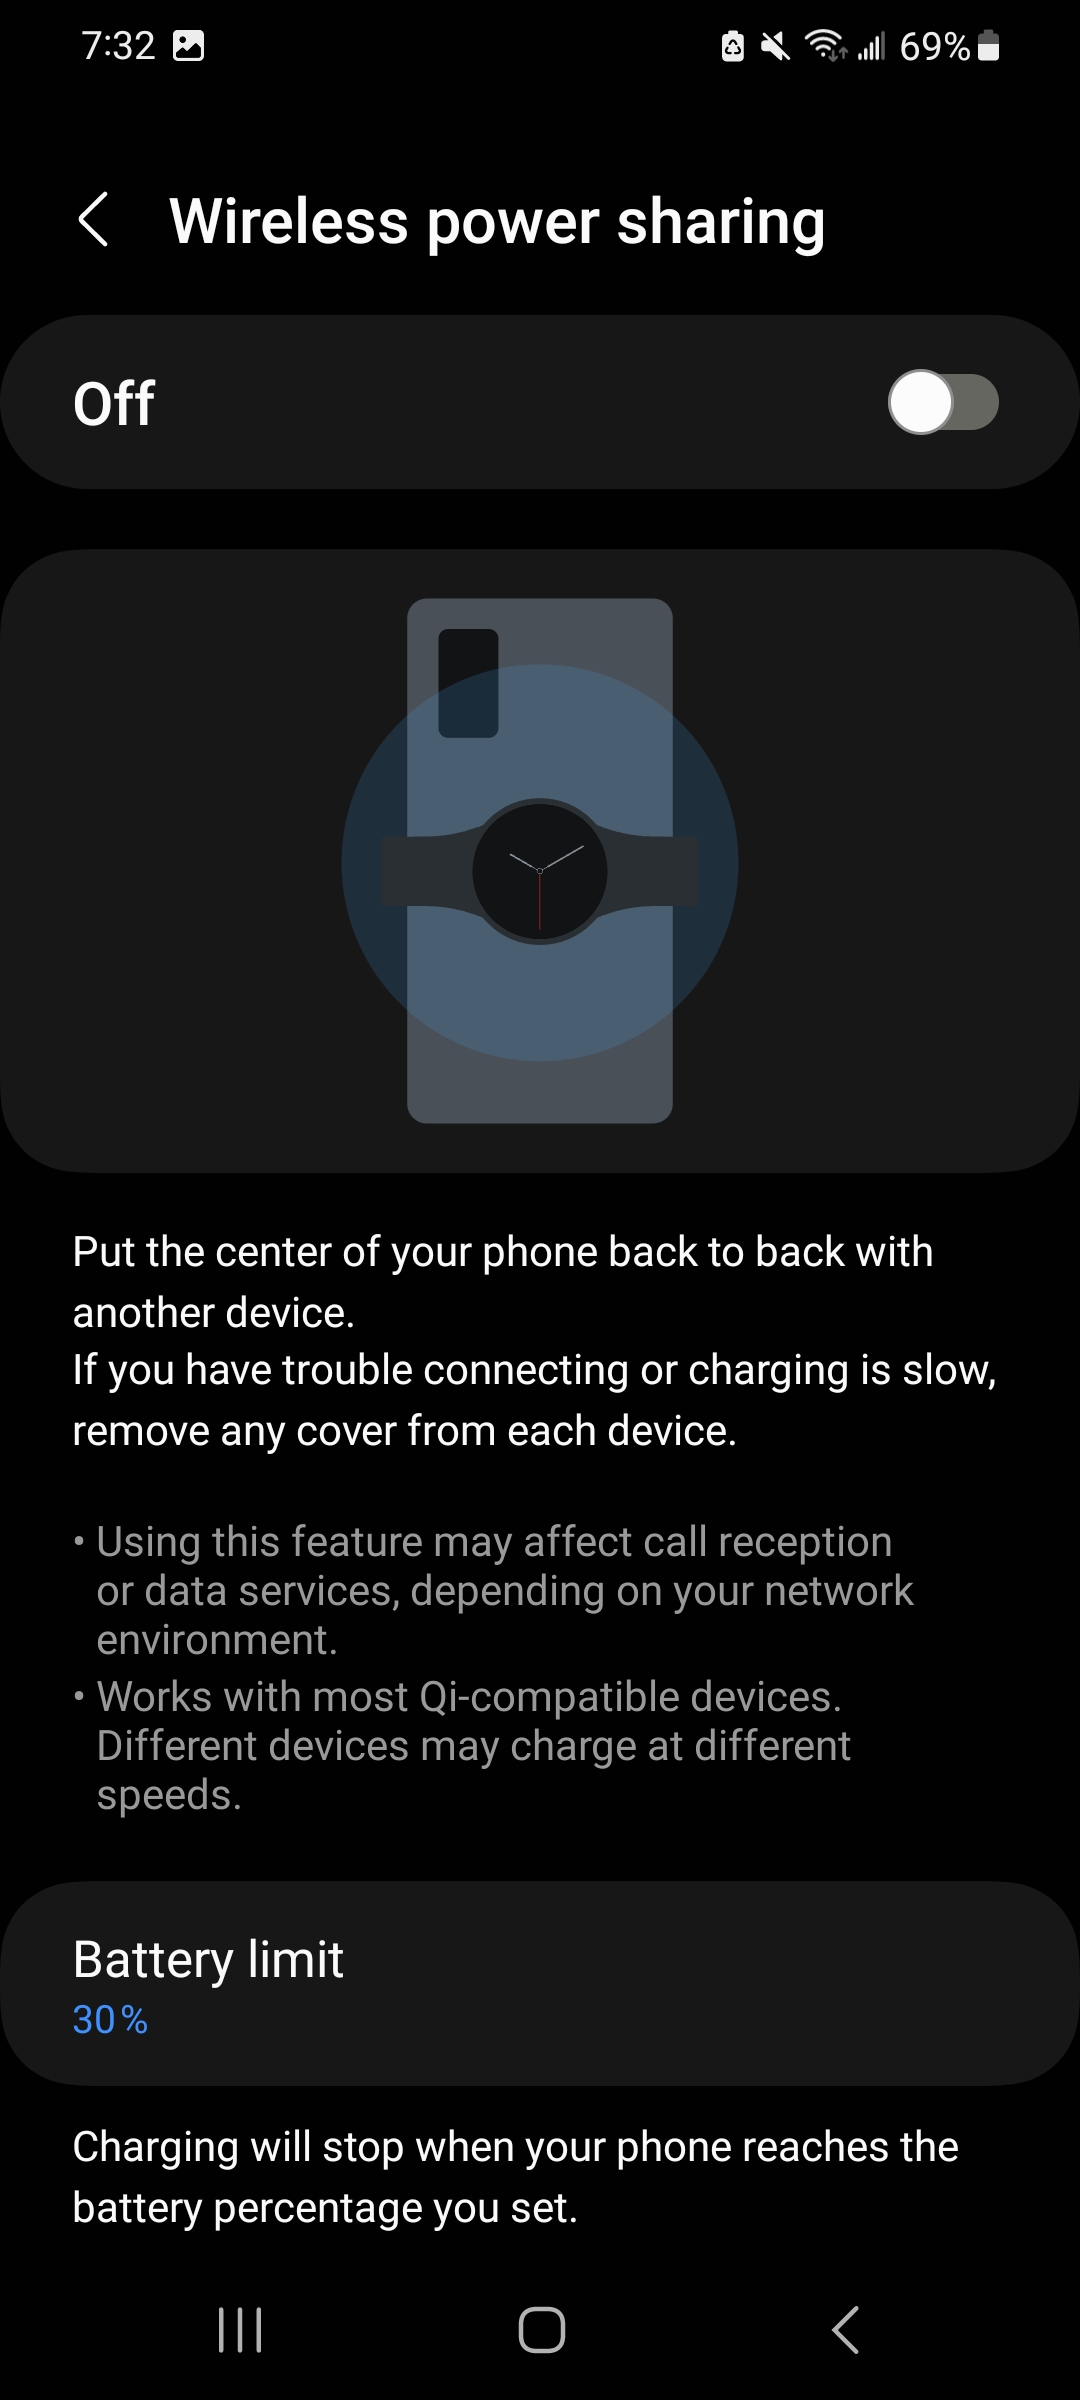 7:32 69%
Wireless power sharing
Off
Put the center of your phone back to back with
another device.
If you have trouble connecting or charging is slow,
remove any cover from each device.
• Using this feature may affect call reception
or data services, depending on your network
environment.
• Works with most Qi-compatible devices.
Different devices may charge at different
speeds.
Battery limit
30%
Charging will stop when your phone reaches the
battery percentage you set.